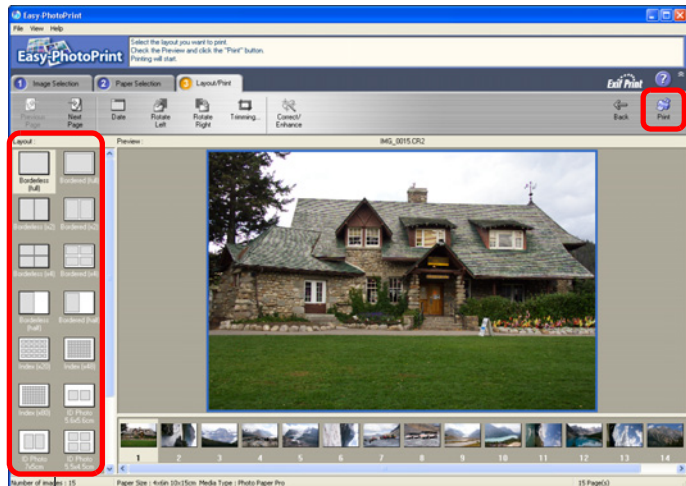 Easy-PhotoPrint
File View Help
Easy-PhotoPrint
Select the layout you want to print.
Check the Preview and click the "Print" button.
Printing will start.
1 Image Selection
2 Paper Selection
3 Layout/Print
Exif Print
?
Previous Page
Next Page
Date
Rotate Left
Rotate Right
Trimming...
Correct/Enhance
Back
Print
Layout :
Preview :
IMG_0015.CR2
Borderless (full)
Bordered (full)
Borderless (x2)
Bordered (x2)
Borderless (x4)
Bordered (x4)
Borderless (half)
Bordered (half)
Index (x20)
Index (x48)
Index (x80)
ID Photo 5.6x5.6cm
ID Photo 7x5cm
ID Photo 5.5x4.5cm
1 2 3 4 5 6 7 8 9 10 11 12 13 14
Number of images : 15
Paper Size : 4x6in 10x15cm Media Type : Photo Paper Pro
15 Page(s)